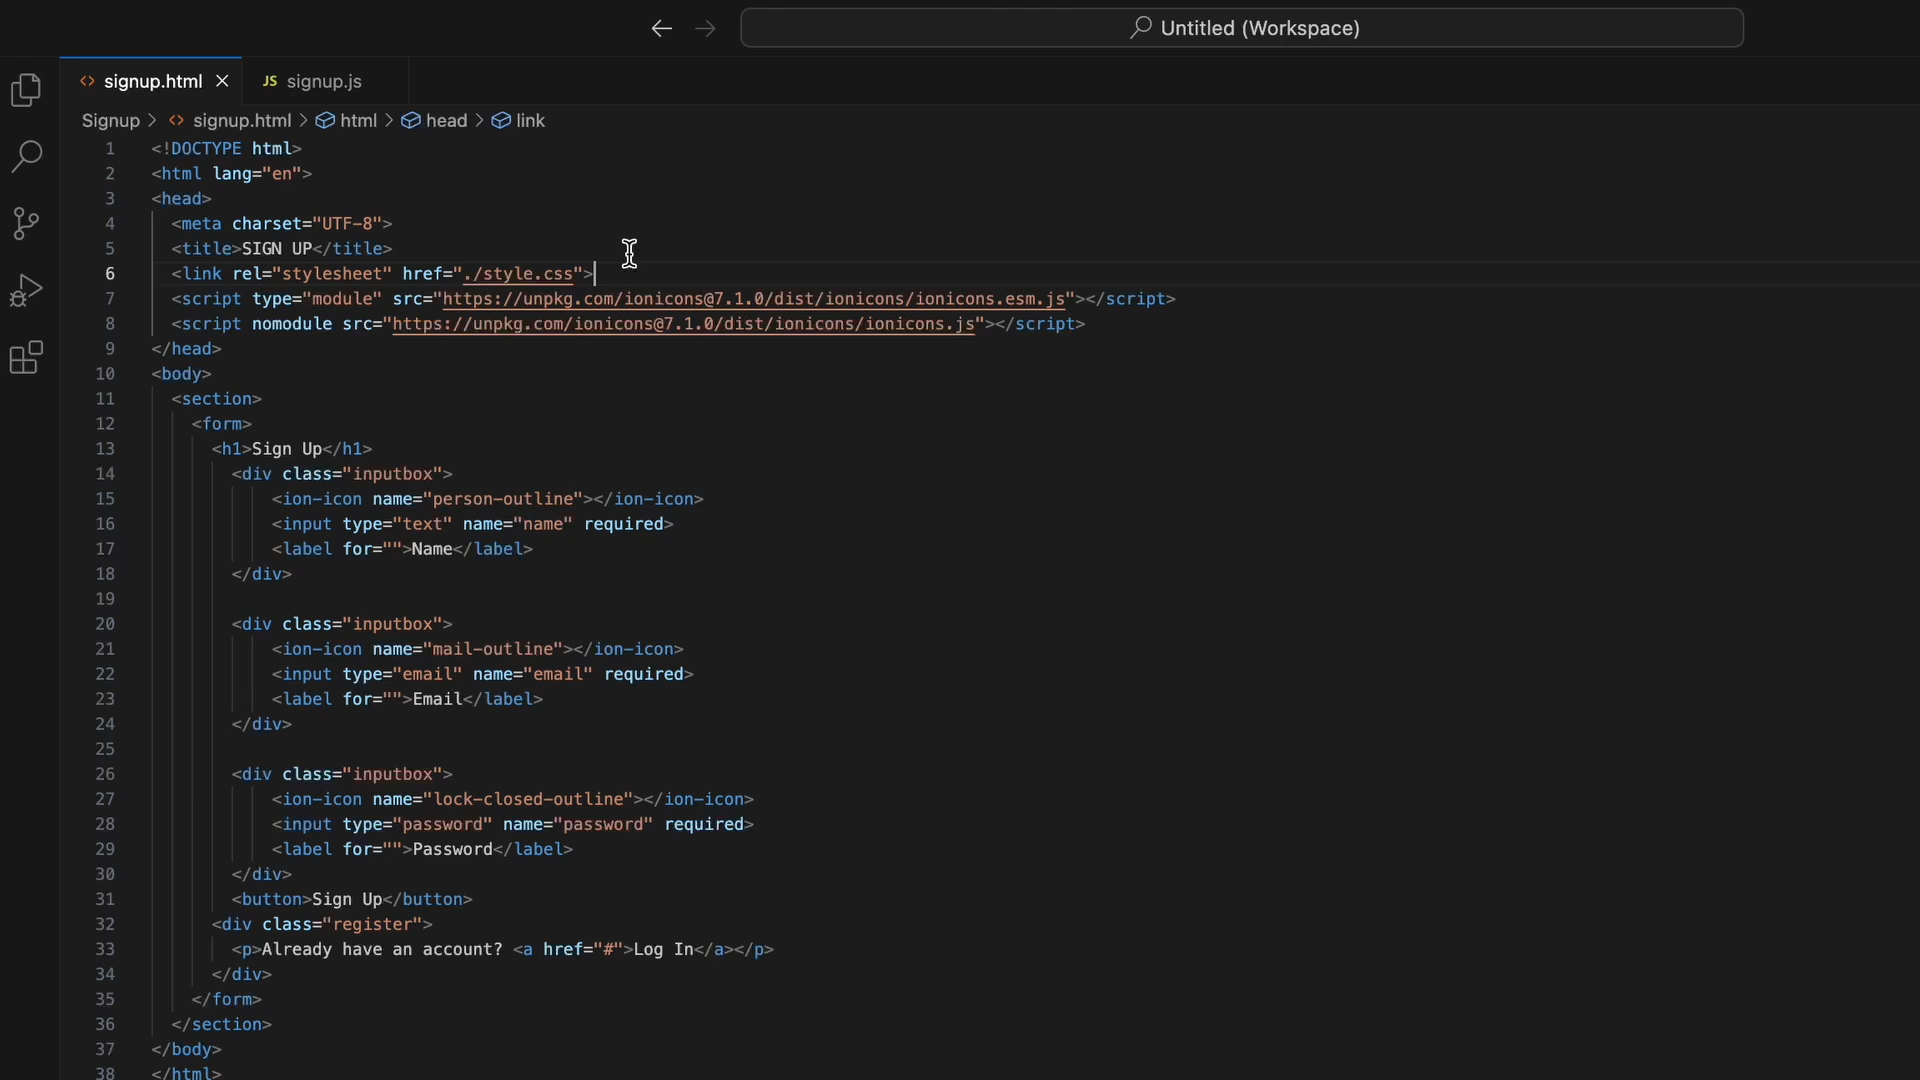 Untitled (Workspace)
<> signup.html × JS signup.js
Signup > <> signup.html > html > head > link
1 <!DOCTYPE html>
2 <html lang="en">
3 <head>
4 <meta charset="UTF-8">
5 <title>SIGN UP</title>
6 <link rel="stylesheet" href="./style.css">
7 <script type="module" src="https://unpkg.com/ionicons@7.1.0/dist/ionicons/ionicons.esm.js"></script>
8 <script nomodule src="https://unpkg.com/ionicons@7.1.0/dist/ionicons/ionicons.js"></script>
9 </head>
10 <body>
11 <section>
12 <form>
13 <h1>Sign Up</h1>
14 <div class="inputbox">
15 <ion-icon name="person-outline"></ion-icon>
16 <input type="text" name="name" required>
17 <label for="">Name</label>
18 </div>
19
20 <div class="inputbox">
21 <ion-icon name="mail-outline"></ion-icon>
22 <input type="email" name="email" required>
23 <label for="">Email</label>
24 </div>
25
26 <div class="inputbox">
27 <ion-icon name="lock-closed-outline"></ion-icon>
28 <input type="password" name="password" required>
29 <label for="">Password</label>
30 </div>
31 <button>Sign Up</button>
32 <div class="register">
33 <p>Already have an account? <a href="#">Log In</a></p>
34 </div>
35 </form>
36 </section>
37 </body>
38 </html>